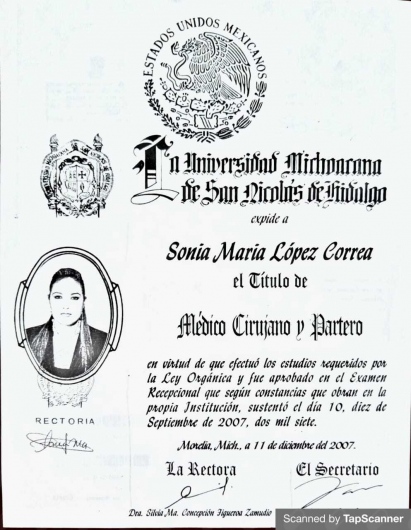 ESTADOS UNIDOS MEXICANOS
La Universidad Michoacana
de San Nicolás de Hidalgo
expide a
Sonia María López Correa
el Título de
Médico Cirujano y Partero
en virtud de que efectuó los estudios requeridos por
la Ley Orgánica y fue aprobado en el Examen
Recepcional que según constancias que obran en la
propia Institución, sustentó el día 10, diez de
Septiembre de 2007, dos mil siete.
RECTORIA
Morelia, Mich., a 11 de diciembre del 2007.
La Rectora
El Secretario
Dra. Silvia Ma. Concepción Figueroa Zamudio
Scanned by TapScanner